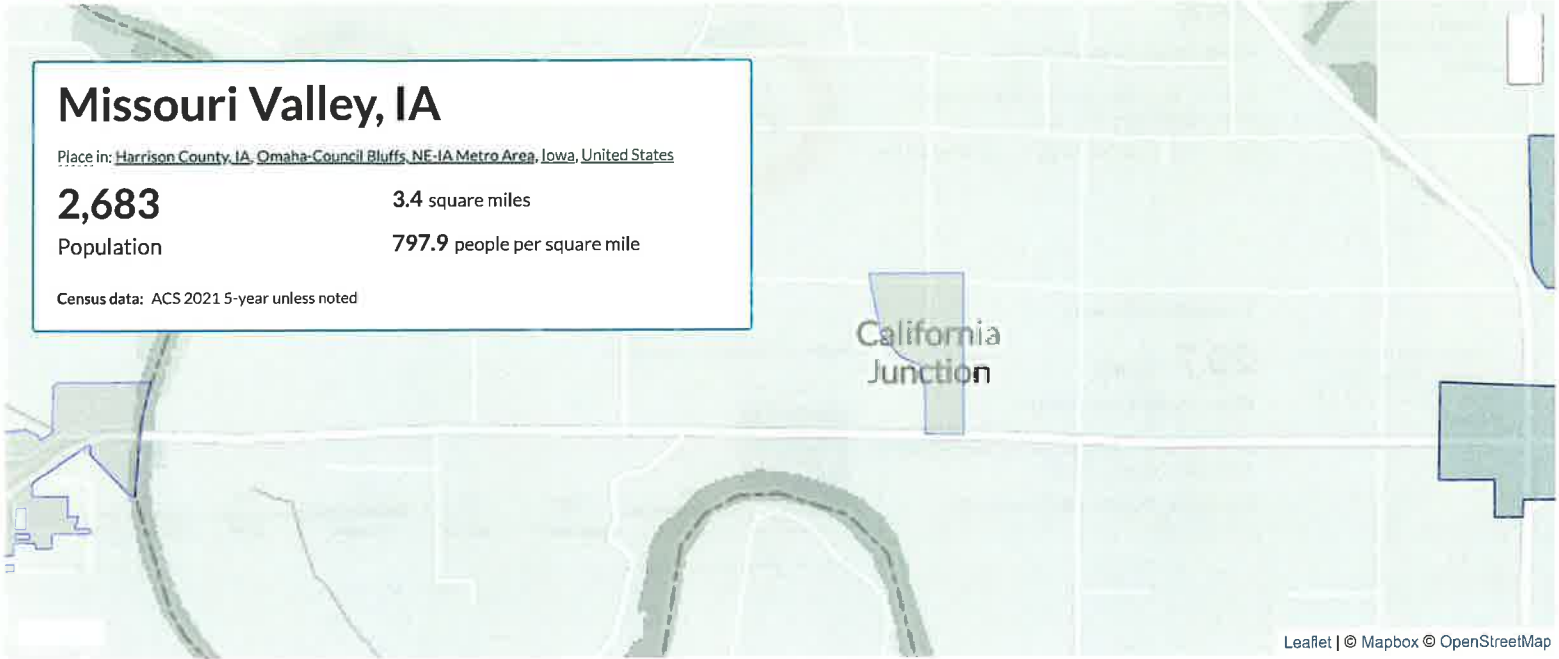 Missouri Valley, IA
Place in: Harrison County, IA, Omaha-Council Bluffs, NE-IA Metro Area, Iowa, United States
2,683
Population
3.4 square miles
797.9 people per square mile
Census data: ACS 2021 5-year unless noted
California
Junction
Leaflet | © Mapbox © OpenStreetMap